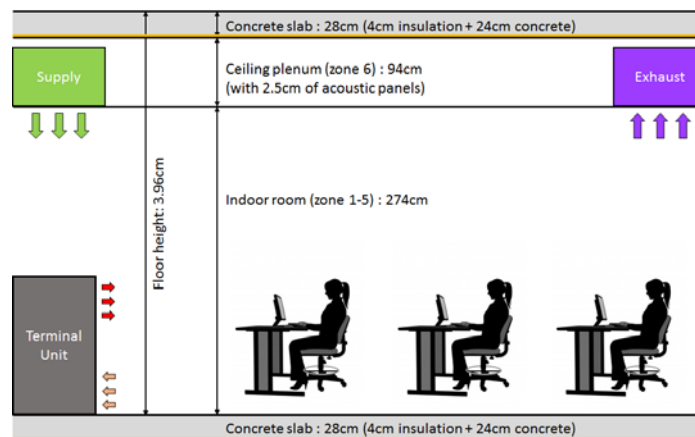 Concrete slab : 28cm (4cm insulation + 24cm concrete)
Supply
Ceiling plenum (zone 6) : 94cm
(with 2.5cm of acoustic panels)
Exhaust
Floor height: 3.96cm
Indoor room (zone 1-5) : 274cm
Terminal
Unit
Concrete slab : 28cm (4cm insulation + 24cm concrete)